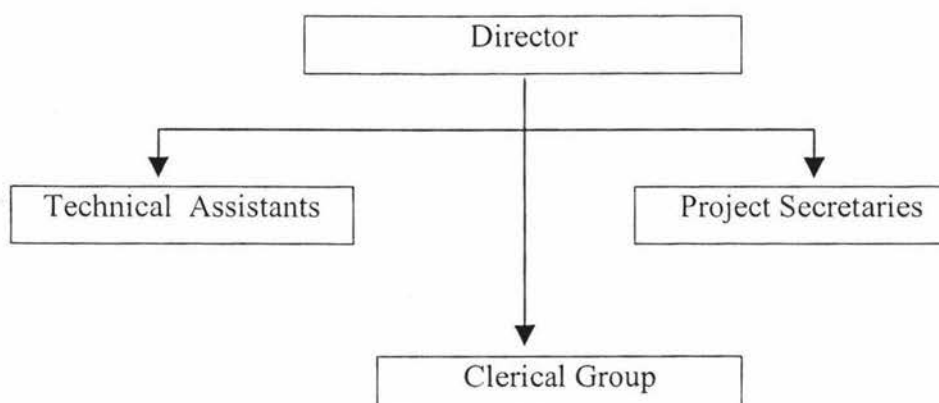 Director
Technical Assistants
Project Secretaries
Clerical Group